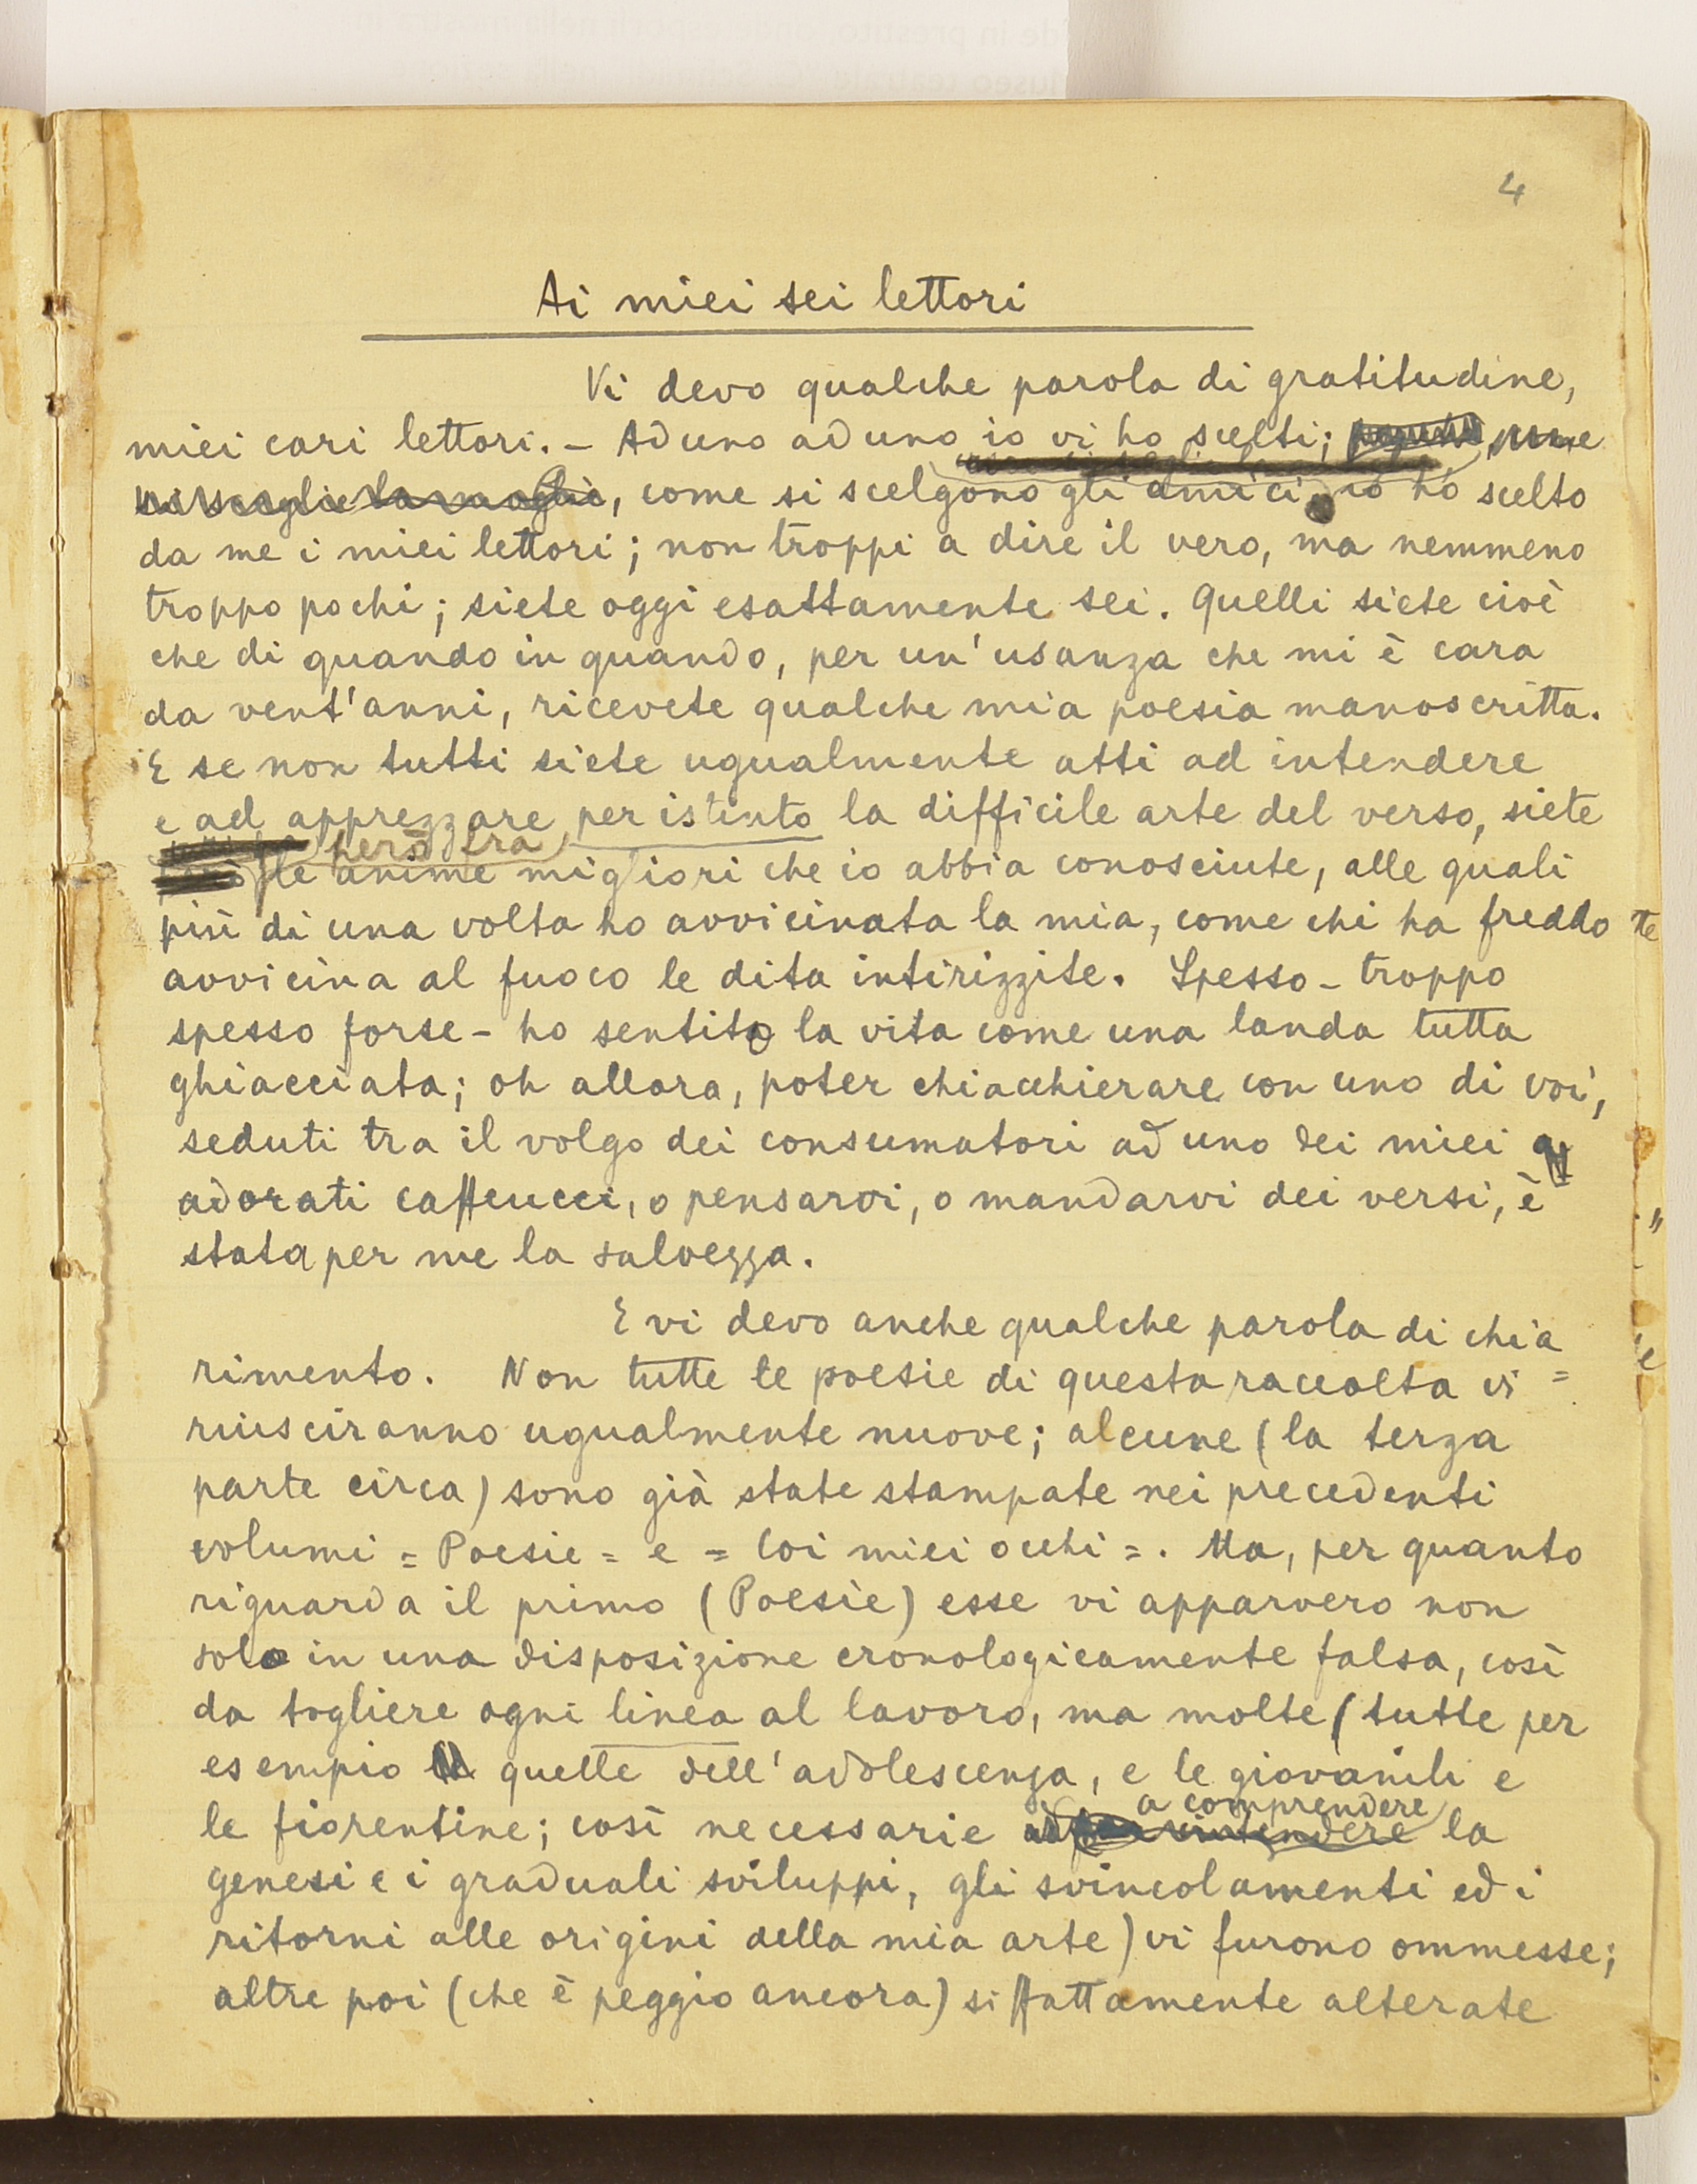 4
Ai miei sei lettori
Vi devo qualche parola di gratitudine,
miei cari lettori. – Ad uno ad uno io vi ho scelti; come
si sceglie la moglie, come si scelgono gli amici, io ho scelto
da me i miei lettori; non troppi a dire il vero, ma nemmeno
troppo pochi; siete oggi esattamente sei. Quelli siete cioè
che di quando in quando, per un'usanza che mi è cara
da vent'anni, ricevete qualche mia poesia manoscritta.
E se non tutti siete ugualmente atti ad intendere
e ad apprezzare per istinto la difficile arte del verso, siete
però tra
le anime migliori che io abbia conosciute, alle quali
più di una volta ho avvicinata la mia, come chi ha freddo
avvicina al fuoco le dita intirizzite. Spesso – troppo
spesso forse – ho sentito la vita come una landa tutta
ghiacciata; oh allora, poter chiacchierare con uno di voi,
seduti tra il volgo dei consumatori ad uno dei miei
adorati caffeucci, o pensarvi, o mandarvi dei versi, è
stata per me la salvezza.
E vi devo anche qualche parola di chia=
rimento. Non tutte le poesie di questa raccolta vi
riusciranno ugualmente nuove; alcune (la terza
parte circa) sono già state stampate nei precedenti
volumi = Poesie = e = Coi miei occhi =. Ma, per quanto
riguarda il primo (Poesie) esse vi apparvero non
solo in una disposizione cronologicamente falsa, così
da togliere ogni linea al lavoro, ma molte (tutte per
esempio quelle dell'adolescenza, e le giovanili e
a comprendere
le fiorentine; così necessarie ad intendere la
genesi e i graduali sviluppi, gli svincolamenti ed i
ritorni alle origini della mia arte) vi furono ommesse;
altre poi (che è peggio ancora) siffattamente alterate